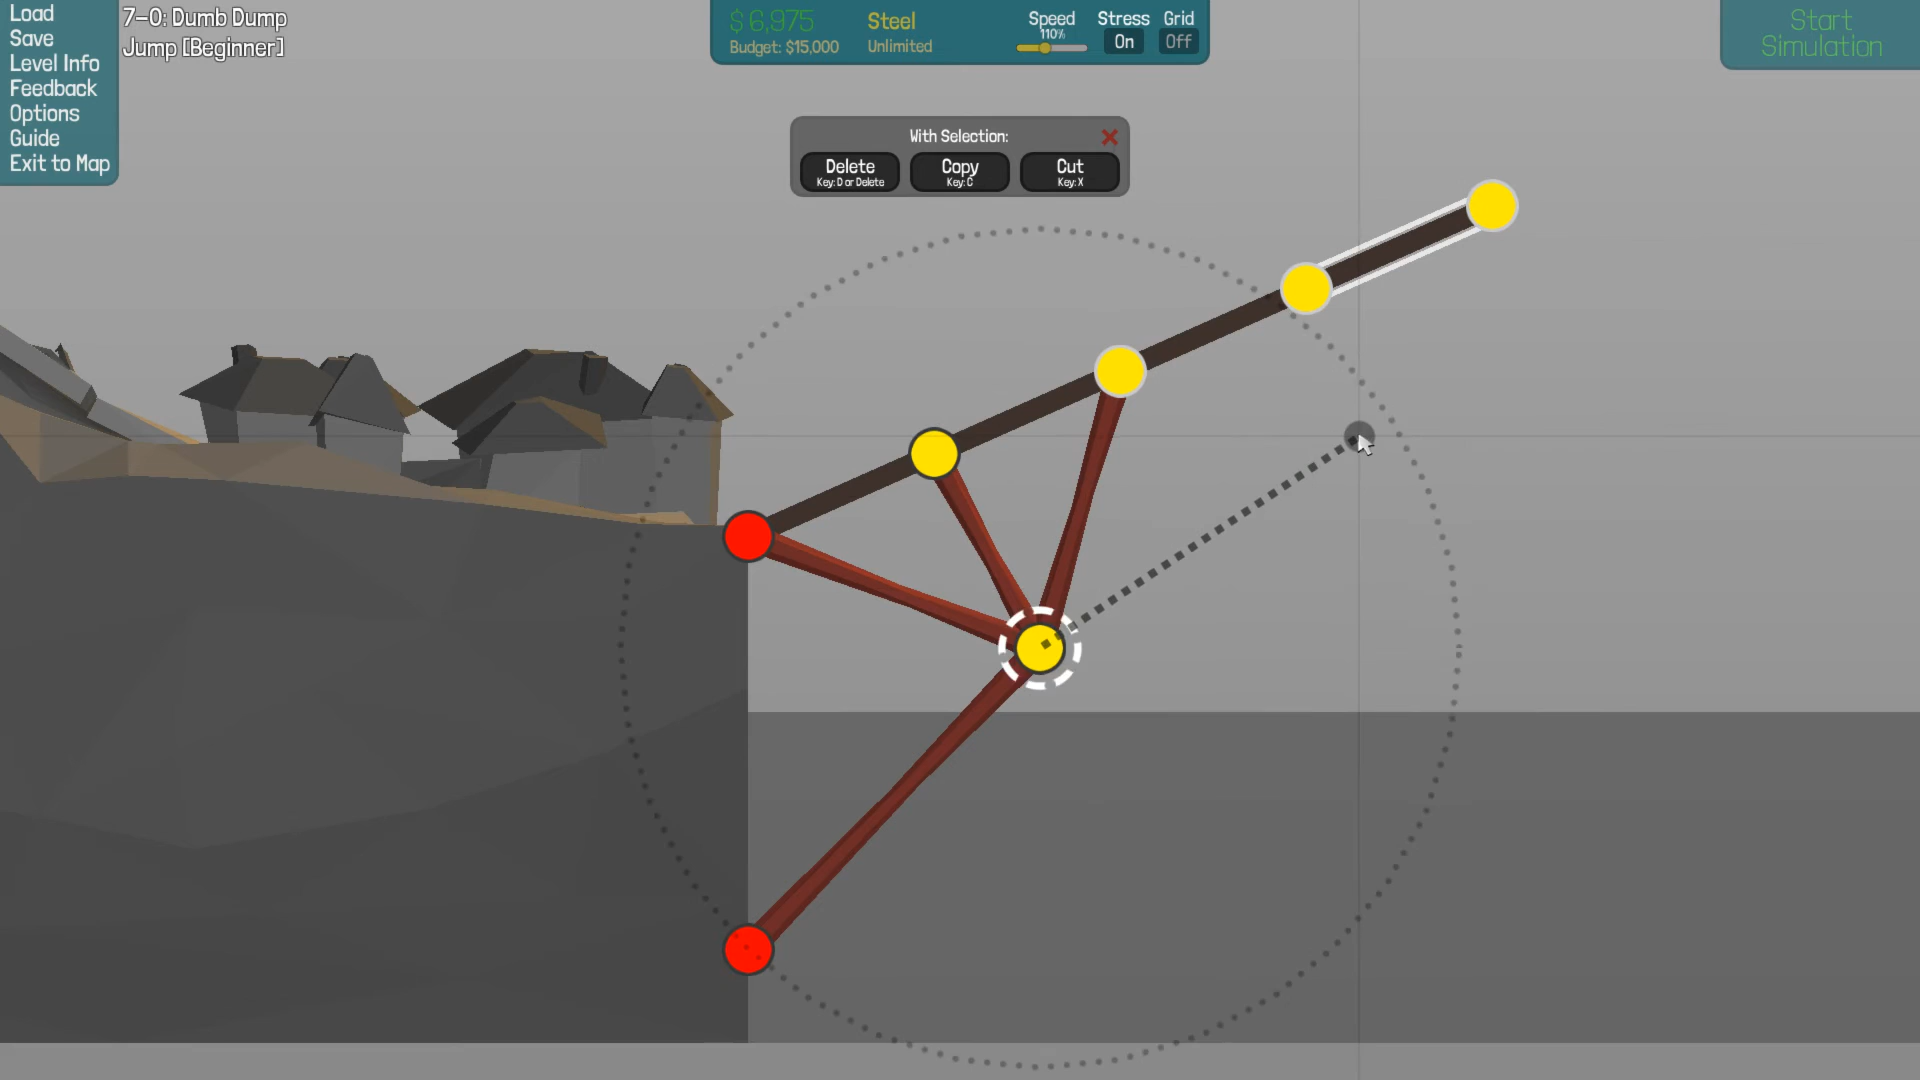 Load
Save
Level Info
Feedback
Options
Guide
Exit to Map
7-0: Dumb Dump
Jump [Beginner]
$ 6,975
Budget: $15,000
Steel
Unlimited
Speed
110%
Stress
On
Grid
Off
Start
Simulation
With Selection:
Delete
Key: D or Delete
Copy
Key: C
Cut
Key: X